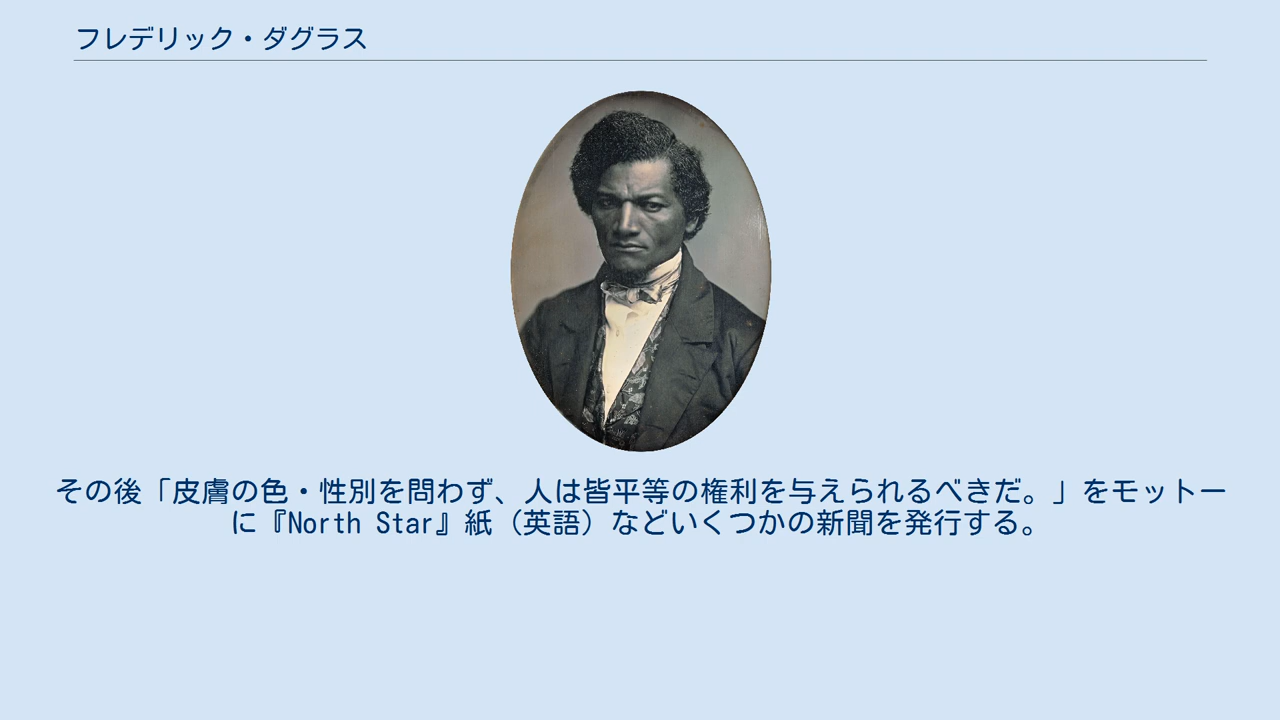 フレデリック・ダグラス
その後「皮膚の色・性別を問わず、人は皆平等の権利を与えられるべきだ。」をモットー
に『North Star』紙（英語）などいくつかの新聞を発行する。